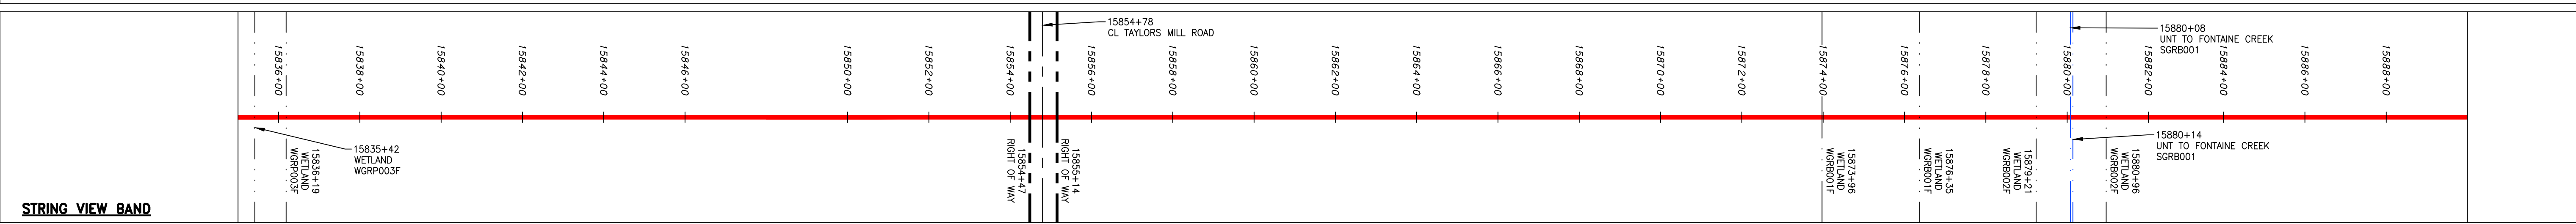 15854+78
CL TAYLORS MILL ROAD
15880+08
UNT TO FONTAINE CREEK
SGRB001
15836+00
15838+00
15840+00
15842+00
15844+00
15846+00
15850+00
15852+00
15854+00
15856+00
15858+00
15860+00
15862+00
15864+00
15866+00
15868+00
15870+00
15872+00
15874+00
15876+00
15878+00
15880+00
15882+00
15884+00
15886+00
15888+00
15835+42
WETLAND
WGRP003F
15836+19
WETLAND
WGRP003F
15854+47
RIGHT OF WAY
15855+14
RIGHT OF WAY
15873+96
WETLAND
WGRB001F
15876+35
WETLAND
WGRB001F
15879+21
WETLAND
WGRB002F
15880+96
WETLAND
WGRB002F
15880+14
UNT TO FONTAINE CREEK
SGRB001
STRING VIEW BAND